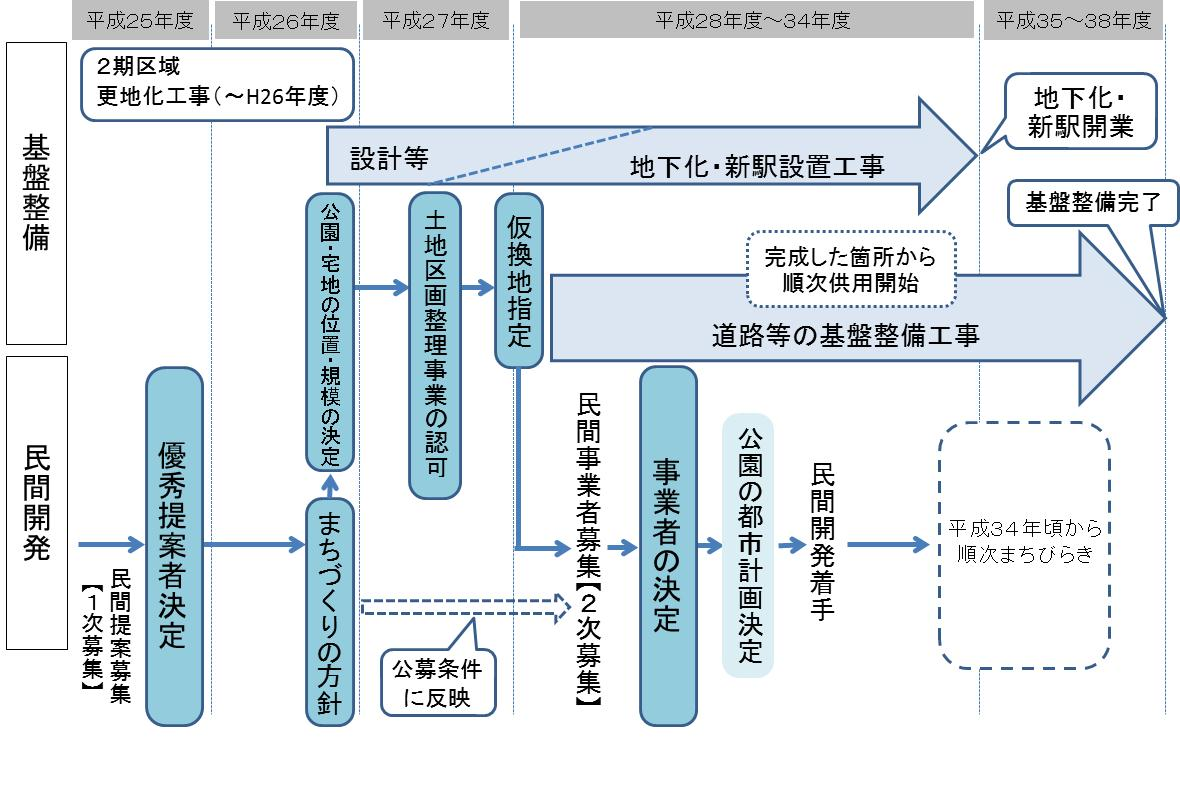 平成25年度
平成26年度
平成27年度
平成28年度～34年度
平成35～38年度
基盤整備
２期区域
更地化工事（～H26年度）
設計等
地下化・新駅設置工事
地下化・
新駅開業
公園・宅地の位置・規模の決定
土地区画整理事業の認可
仮換地指定
完成した箇所から
順次供用開始
道路等の基盤整備工事
基盤整備完了
民間開発
民間提案募集
【１次募集】
優秀提案者決定
まちづくりの方針
公募条件
に反映
民間事業者募集【２次募集】
事業者の決定
公園の都市計画決定
民間開発着手
平成３４年頃から
順次まちびらき